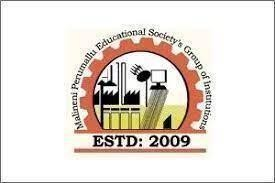 Malineni Perumallu Educational Society's Group of Institutions
ESTD: 2009